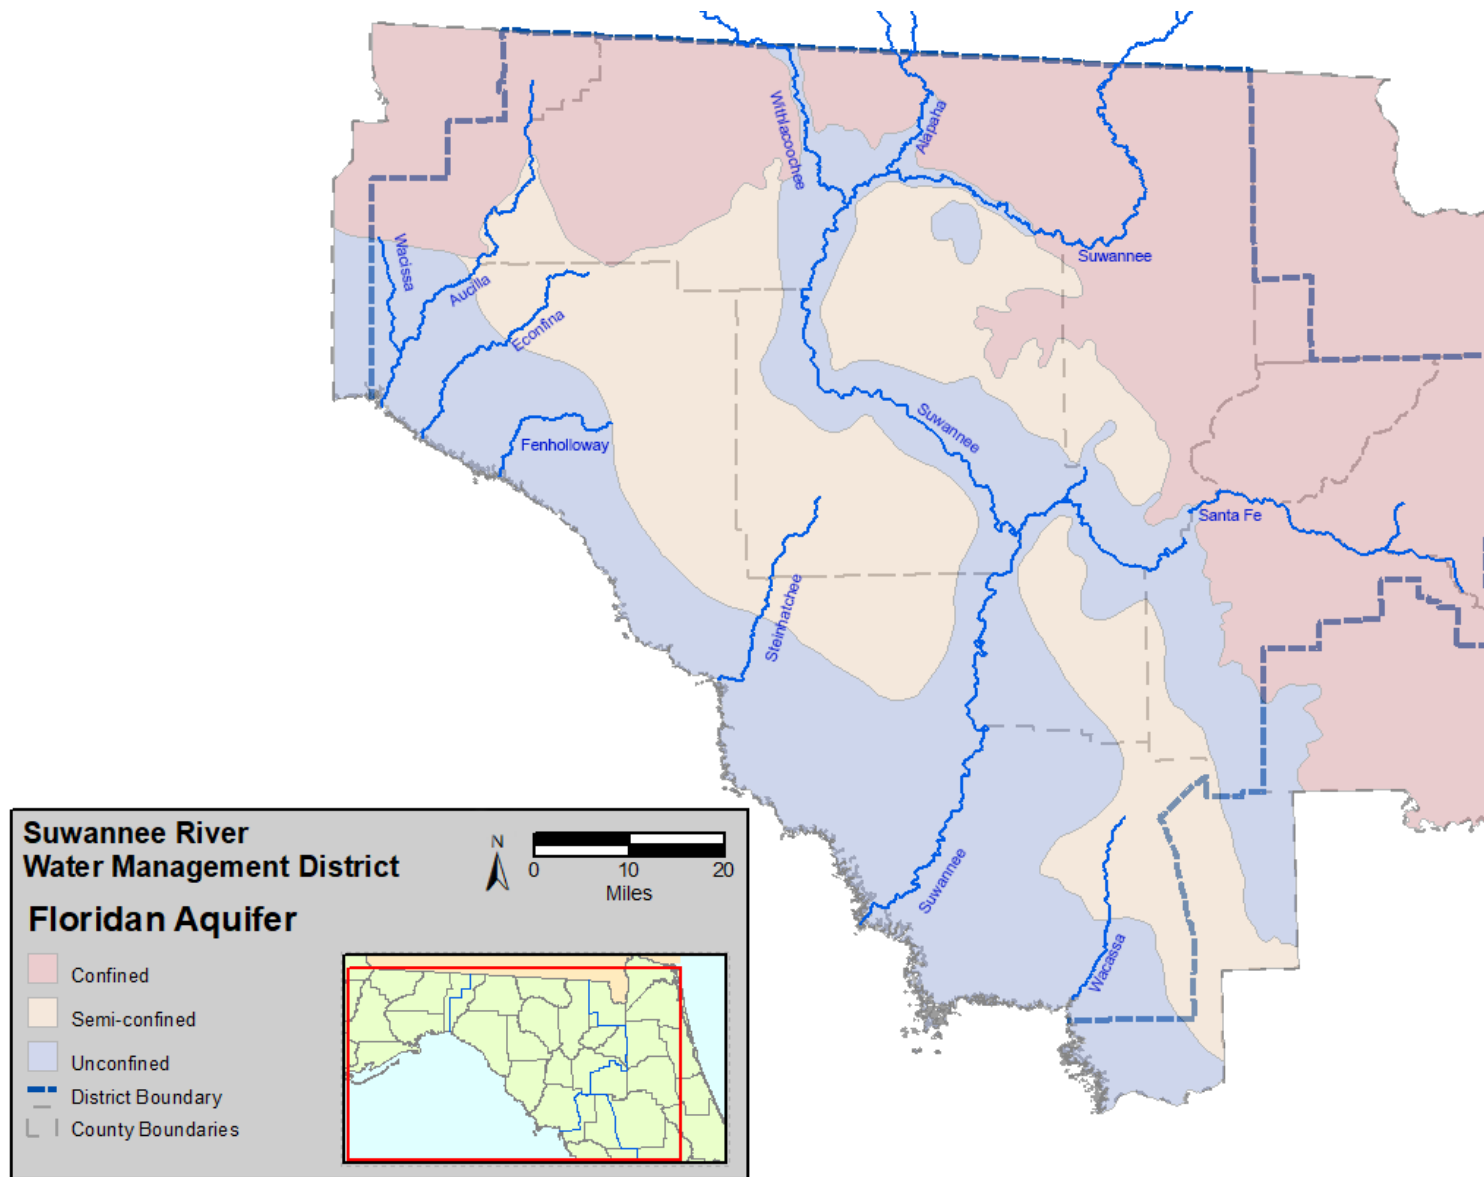 Withlacoochee
Alapaha
Suwannee
Wacissa
Aucilla
Econfina
Fenholloway
Suwannee
Santa Fe
Steinhatchee
Suwannee
Wacassa
Suwannee River
Water Management District
N
0 10 20
Miles
Floridan Aquifer
Confined
Semi-confined
Unconfined
District Boundary
County Boundaries